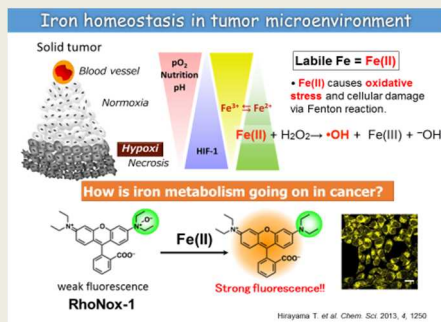 Iron homeostasis in tumor microenvironment
Solid tumor
Blood vessel
Normoxia
Hypoxi
Necrosis
pO₂
Nutrition
pH
HIF-1
Fe³⁺ ⇆ Fe²⁺
Labile Fe = Fe(II)
• Fe(II) causes oxidative
stress and cellular damage
via Fenton reaction.
Fe(II) + H₂O₂→ •OH + Fe(III) + ⁻OH
How is iron metabolism going on in cancer?
N⁺
O
N⁺
O⁻
COO⁻
weak fluorescence
RhoNox-1
Fe(II)
N⁺
O
N
COO⁻
Strong fluorescence!!
Hirayama T. et al. Chem. Sci. 2013, 4, 1250